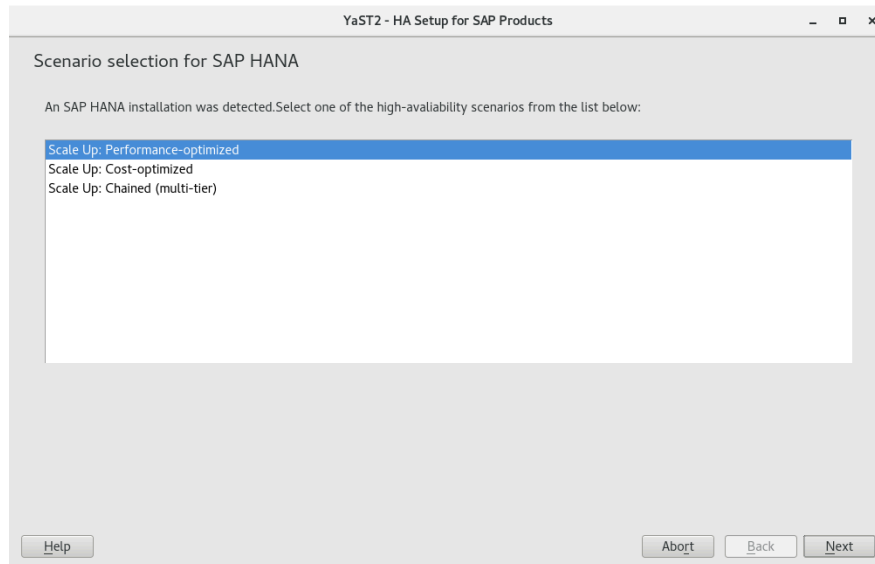 YaST2 - HA Setup for SAP Products
Scenario selection for SAP HANA
An SAP HANA installation was detected.Select one of the high-avaliability scenarios from the list below:
Scale Up: Performance-optimized
Scale Up: Cost-optimized
Scale Up: Chained (multi-tier)
Help Abort Back Next